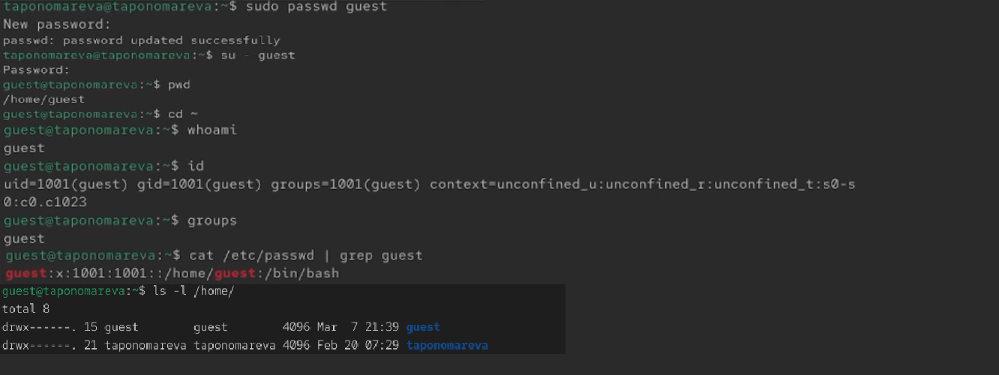 taponomareva@taponomareva:~$ sudo passwd guest
New password:
passwd: password updated successfully
taponomareva@taponomareva:~$ su - guest
Password:
guest@taponomareva:~$ pwd
/home/guest
guest@taponomareva:~$ cd ~
guest@taponomareva:~$ whoami
guest
guest@taponomareva:~$ id
uid=1001(guest) gid=1001(guest) groups=1001(guest) context=unconfined_u:unconfined_r:unconfined_t:s0-s
0:c0.c1023
guest@taponomareva:~$ groups
guest
guest@taponomareva:~$ cat /etc/passwd | grep guest
guest:x:1001:1001::/home/guest:/bin/bash
guest@taponomareva:~$ ls -l /home/
total 8
drwx------. 15 guest        guest        4096 Mar  7 21:39 guest
drwx------. 21 taponomareva taponomareva 4096 Feb 20 07:29 taponomareva